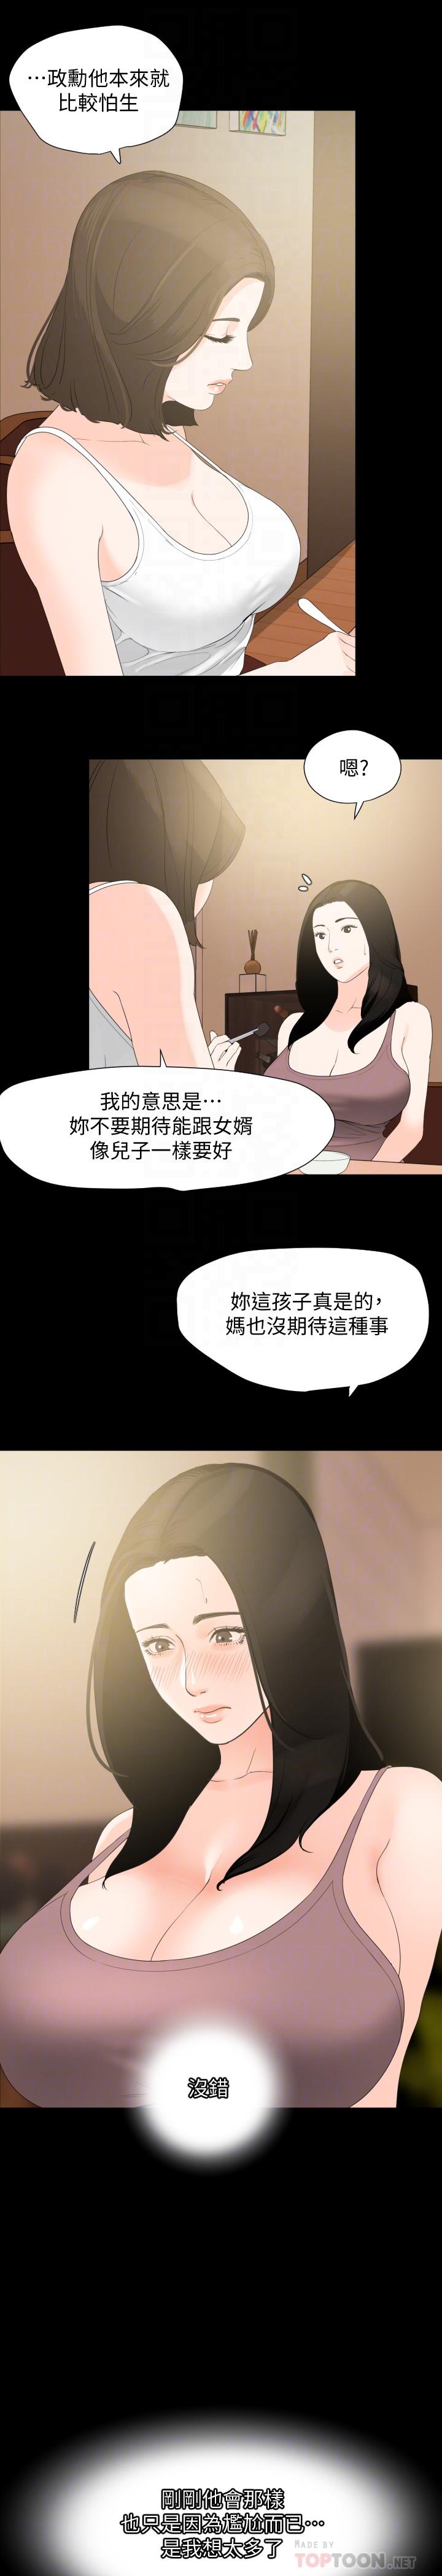 …政勳他本來就
比較怕生
嗯?
我的意思是…
妳不要期待能跟女婿
像兒子一樣要好
妳這孩子真是的,
媽也沒期待這種事
沒錯
剛剛他會那樣
也只是因為尷尬而已…
是我想太多了
MADE BY
TOPTOON.NET